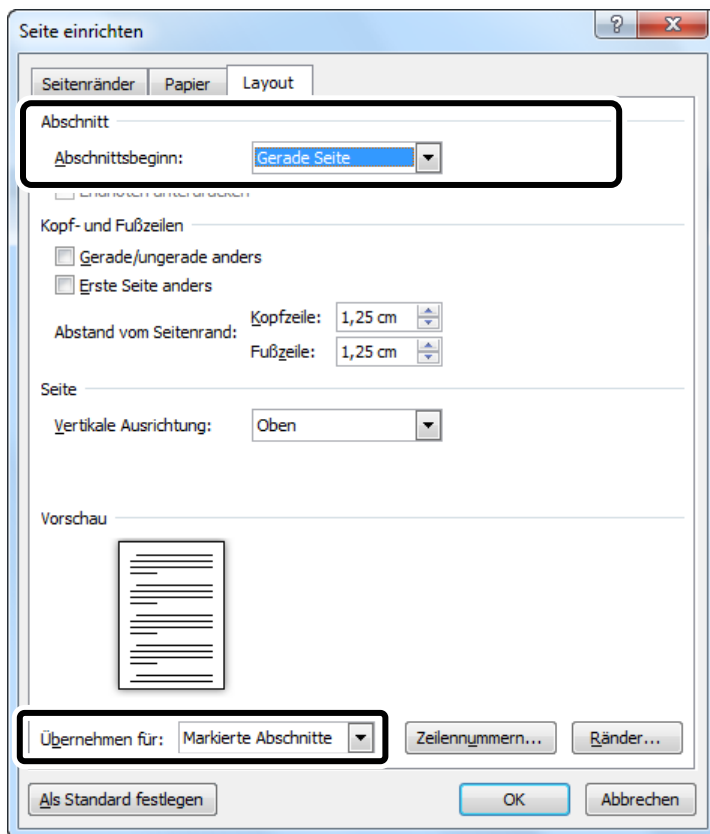 Seite einrichten
Seitenränder Papier Layout
Abschnitt
Abschnittsbeginn: Gerade Seite
Endnoten unterdrücken
Kopf- und Fußzeilen
Gerade/ungerade anders
Erste Seite anders
Abstand vom Seitenrand: Kopfzeile: 1,25 cm
Fußzeile: 1,25 cm
Seite
Vertikale Ausrichtung: Oben
Vorschau
Übernehmen für: Markierte Abschnitte Zeilennummern... Ränder...
Als Standard festlegen OK Abbrechen